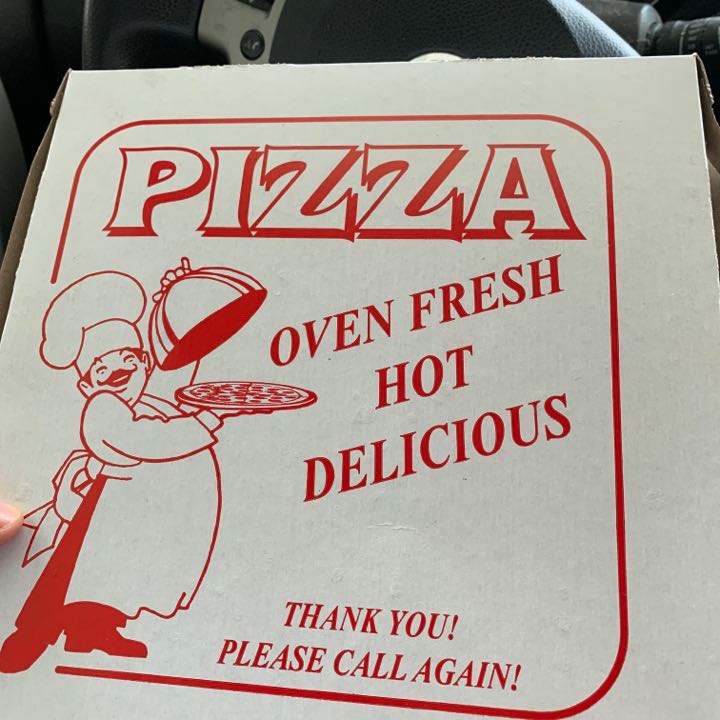 PIZZA
OVEN FRESH
HOT
DELICIOUS
THANK YOU!
PLEASE CALL AGAIN!